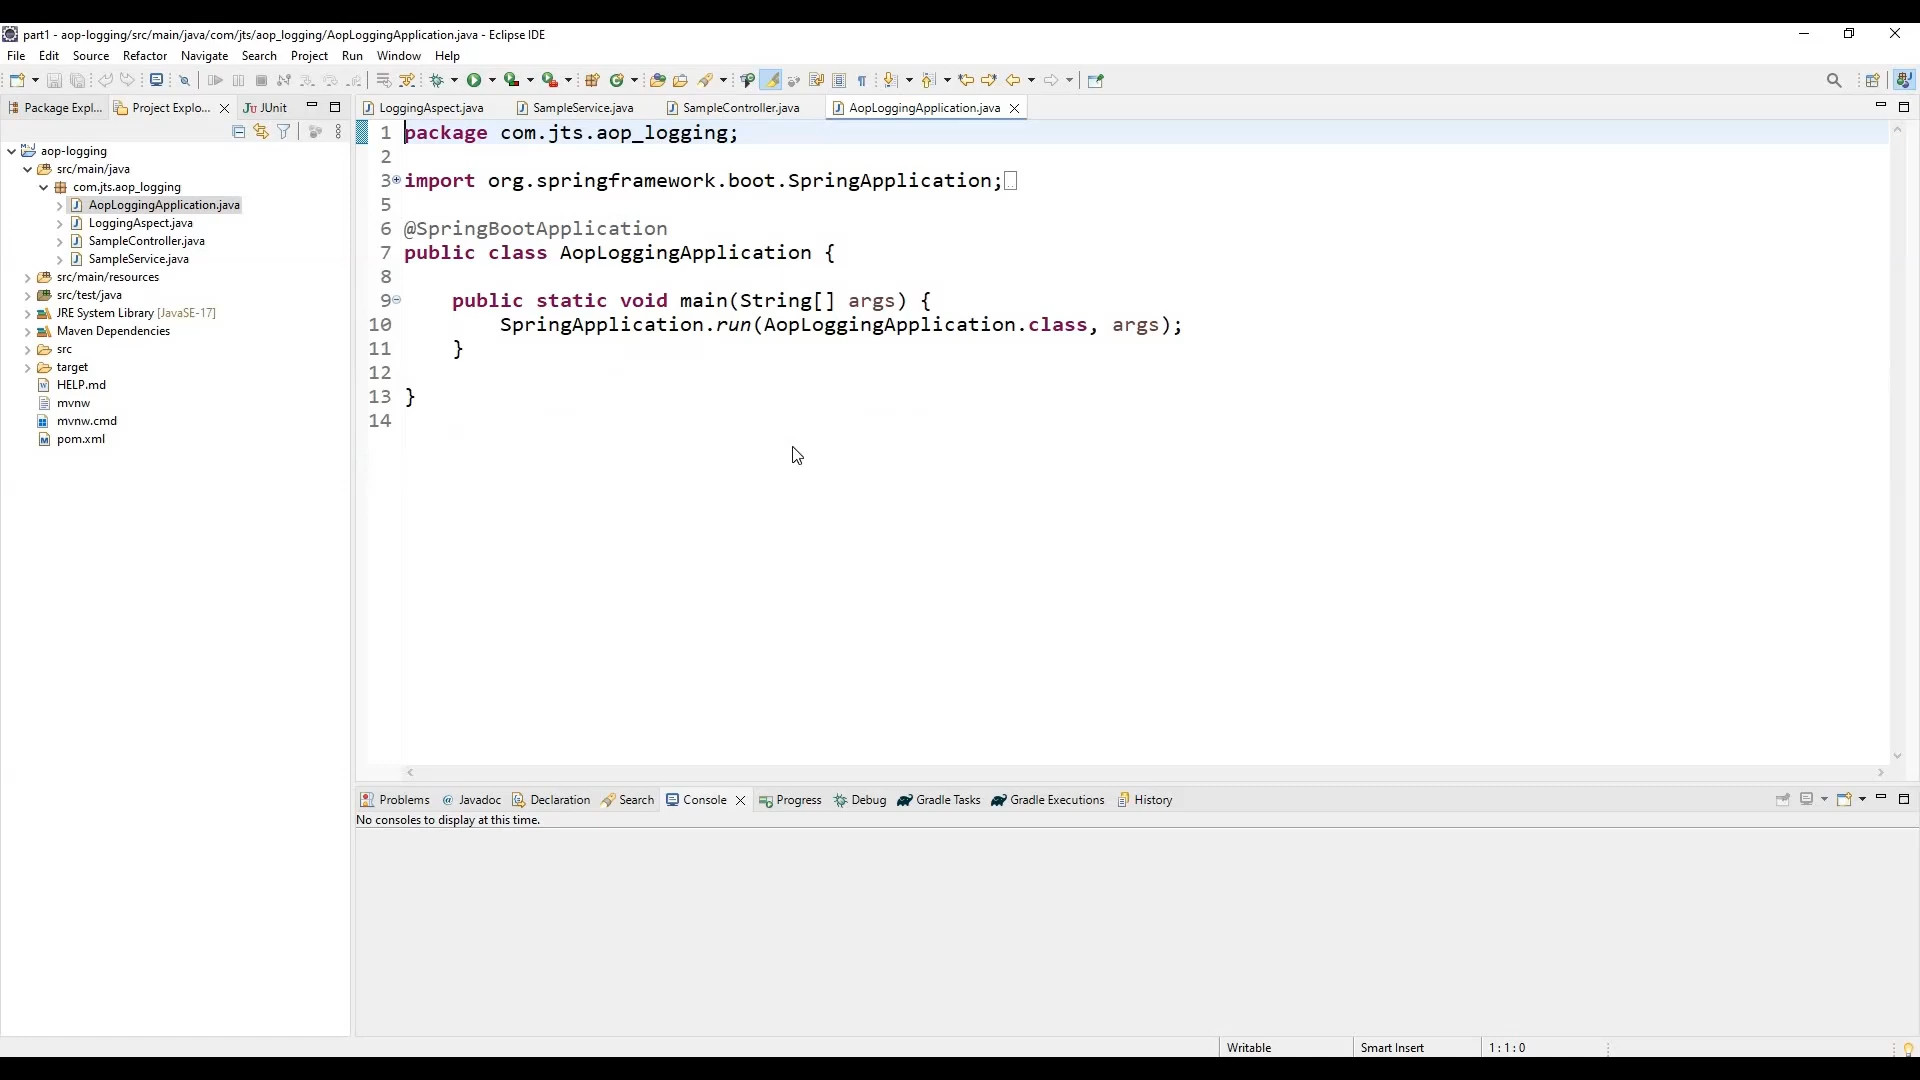 part1 - aop-logging/src/main/java/com/jts/aop_logging/AopLoggingApplication.java - Eclipse IDE
File Edit Source Refactor Navigate Search Project Run Window Help
Package Expl... Project Explo... JUnit
LoggingAspect.java SampleService.java SampleController.java AopLoggingApplication.java
aop-logging
src/main/java
com.jts.aop_logging
AopLoggingApplication.java
LoggingAspect.java
SampleController.java
SampleService.java
src/main/resources
src/test/java
JRE System Library [JavaSE-17]
Maven Dependencies
src
target
HELP.md
mvnw
mvnw.cmd
pom.xml
1 package com.jts.aop_logging;
2
3 import org.springframework.boot.SpringApplication;
5
6 @SpringBootApplication
7 public class AopLoggingApplication {
8
9 public static void main(String[] args) {
10 SpringApplication.run(AopLoggingApplication.class, args);
11 }
12
13 }
14
Problems Javadoc Declaration Search Console Progress Debug Gradle Tasks Gradle Executions History
No consoles to display at this time.
Writable Smart Insert 1 : 1 : 0